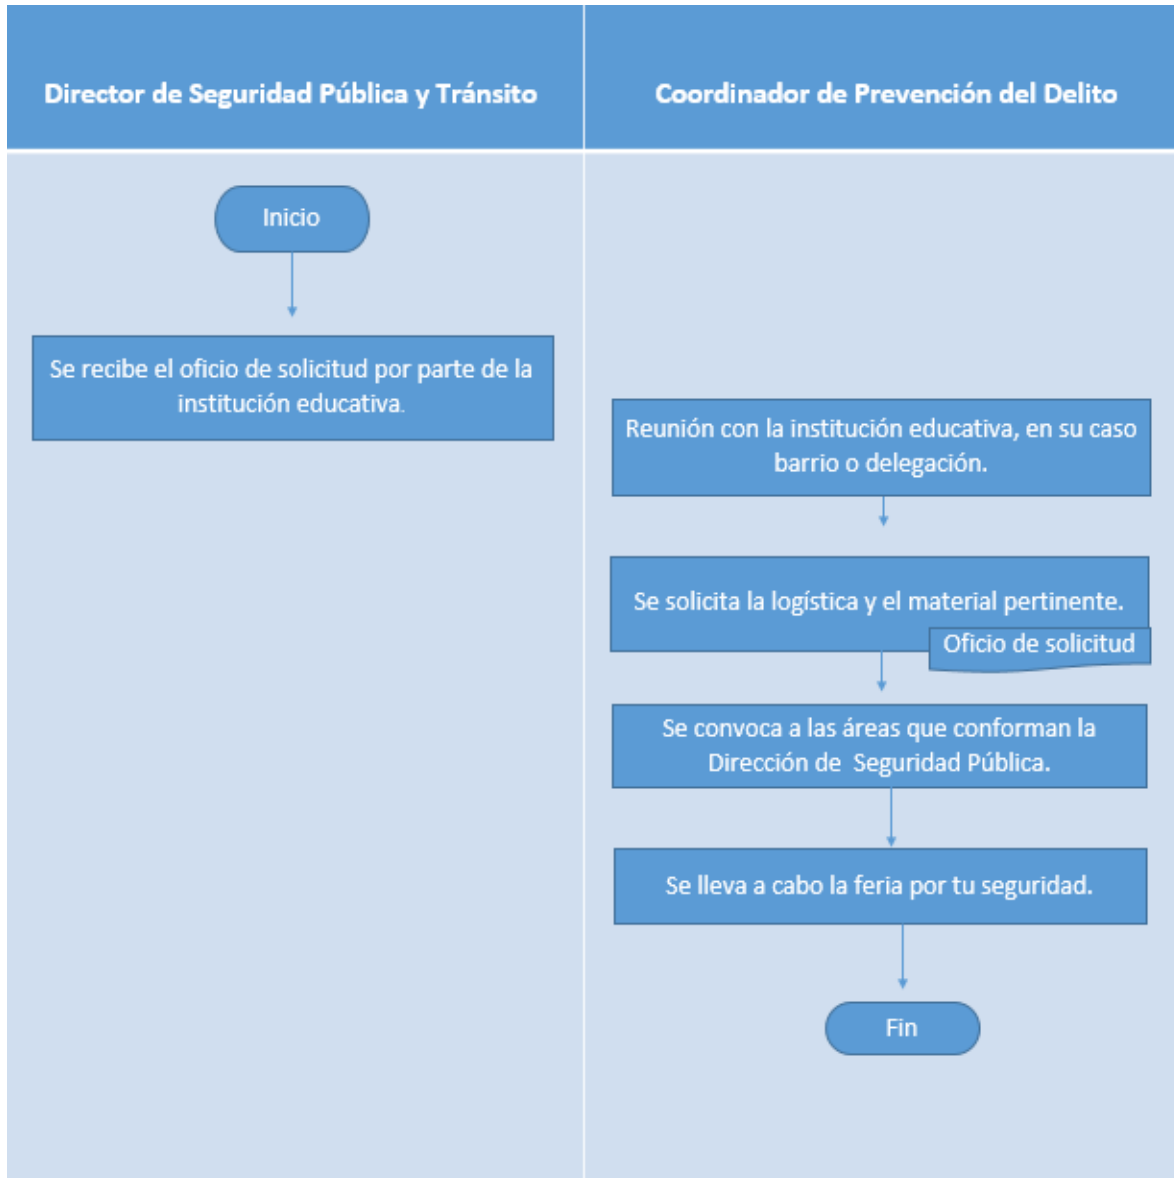 Director de Seguridad Pública y Tránsito
Coordinador de Prevención del Delito
Inicio
Se recibe el oficio de solicitud por parte de la
institución educativa.
Reunión con la institución educativa, en su caso
barrio o delegación.
Se solicita la logística y el material pertinente.
Oficio de solicitud
Se convoca a las áreas que conforman la
Dirección de Seguridad Pública.
Se lleva a cabo la feria por tu seguridad.
Fin